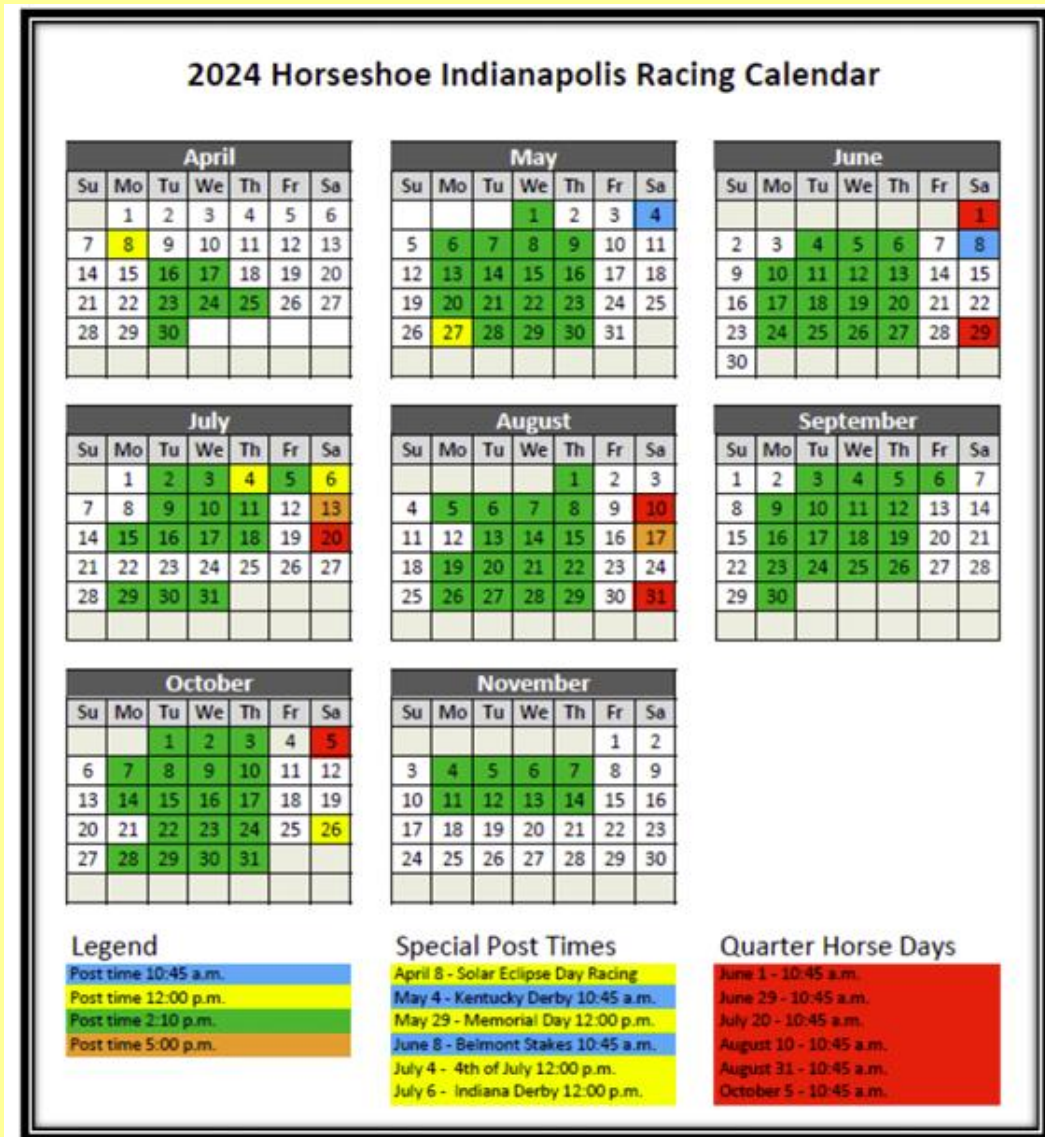 2024 Horseshoe Indianapolis Racing Calendar
April
Su Mo Tu We Th Fr Sa
1 2 3 4 5 6
7 8 9 10 11 12 13
14 15 16 17 18 19 20
21 22 23 24 25 26 27
28 29 30
May
Su Mo Tu We Th Fr Sa
1 2 3 4
5 6 7 8 9 10 11
12 13 14 15 16 17 18
19 20 21 22 23 24 25
26 27 28 29 30 31
June
Su Mo Tu We Th Fr Sa
1
2 3 4 5 6 7 8
9 10 11 12 13 14 15
16 17 18 19 20 21 22
23 24 25 26 27 28 29
30
July
Su Mo Tu We Th Fr Sa
1 2 3 4 5 6
7 8 9 10 11 12 13
14 15 16 17 18 19 20
21 22 23 24 25 26 27
28 29 30 31
August
Su Mo Tu We Th Fr Sa
1 2 3
4 5 6 7 8 9 10
11 12 13 14 15 16 17
18 19 20 21 22 23 24
25 26 27 28 29 30 31
September
Su Mo Tu We Th Fr Sa
1 2 3 4 5 6 7
8 9 10 11 12 13 14
15 16 17 18 19 20 21
22 23 24 25 26 27 28
29 30
October
Su Mo Tu We Th Fr Sa
1 2 3 4 5
6 7 8 9 10 11 12
13 14 15 16 17 18 19
20 21 22 23 24 25 26
27 28 29 30 31
November
Su Mo Tu We Th Fr Sa
1 2
3 4 5 6 7 8 9
10 11 12 13 14 15 16
17 18 19 20 21 22 23
24 25 26 27 28 29 30
Legend
Post time 10:45 a.m.
Post time 12:00 p.m.
Post time 2:10 p.m.
Post time 5:00 p.m.
Special Post Times
April 8 - Solar Eclipse Day Racing
May 4 - Kentucky Derby 10:45 a.m.
May 29 - Memorial Day 12:00 p.m.
June 8 - Belmont Stakes 10:45 a.m.
July 4 - 4th of July 12:00 p.m.
July 6 - Indiana Derby 12:00 p.m.
Quarter Horse Days
June 1 - 10:45 a.m.
June 29 - 10:45 a.m.
July 20 - 10:45 a.m.
August 10 - 10:45 a.m.
August 31 - 10:45 a.m.
October 5 - 10:45 a.m.